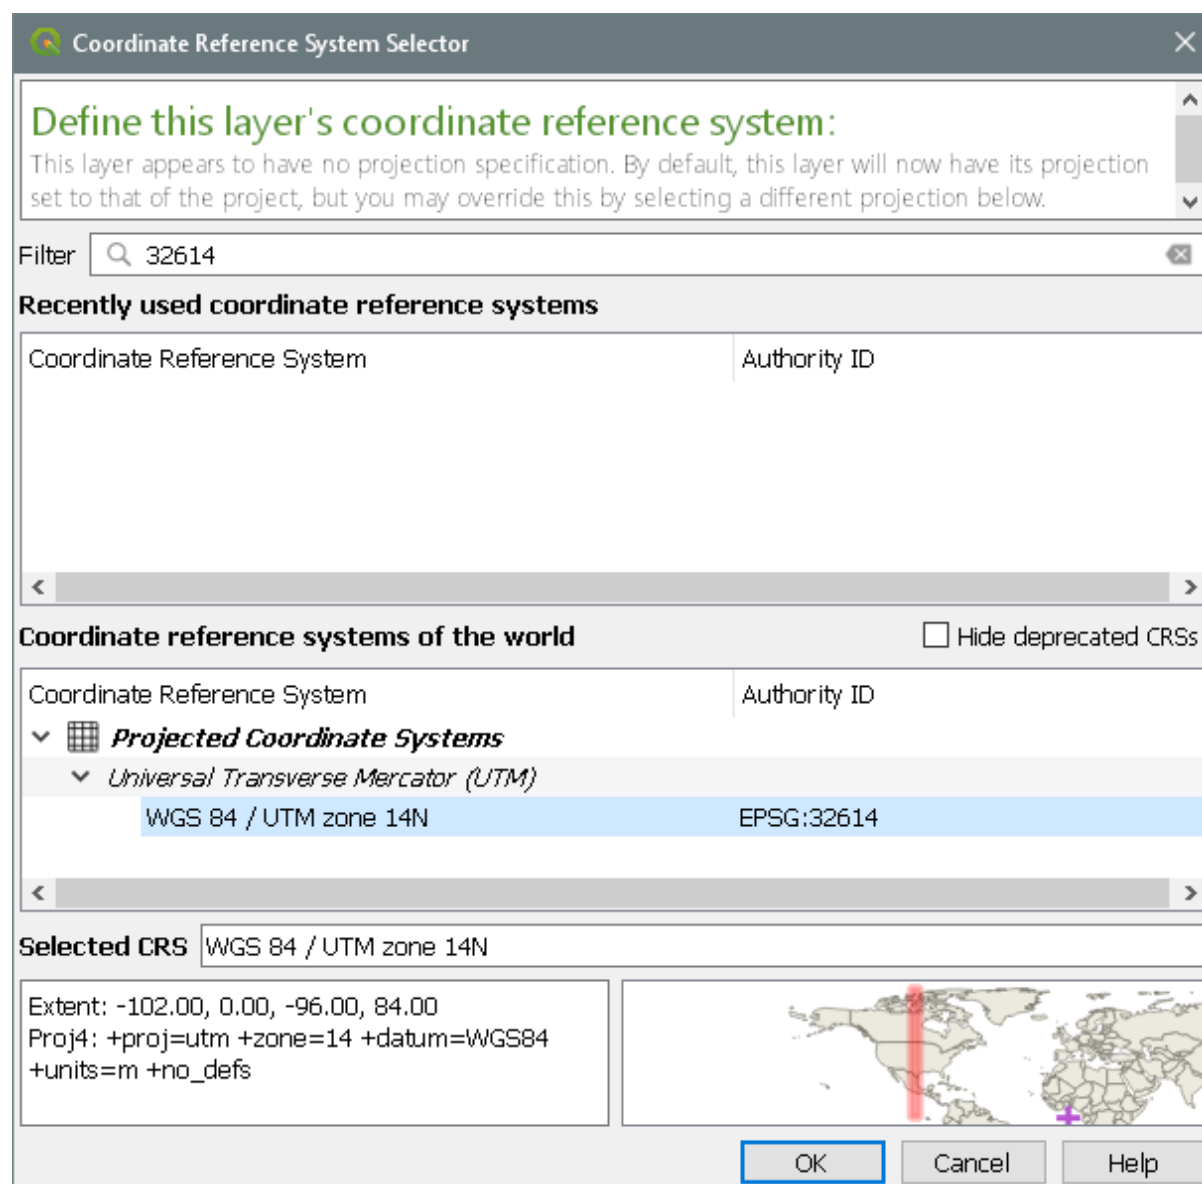 Coordinate Reference System Selector
Define this layer's coordinate reference system:
This layer appears to have no projection specification. By default, this layer will now have its projection
set to that of the project, but you may override this by selecting a different projection below.
Filter 32614
Recently used coordinate reference systems
Coordinate Reference System Authority ID
Coordinate reference systems of the world Hide deprecated CRSs
Coordinate Reference System Authority ID
Projected Coordinate Systems
Universal Transverse Mercator (UTM)
WGS 84 / UTM zone 14N EPSG:32614
Selected CRS WGS 84 / UTM zone 14N
Extent: -102.00, 0.00, -96.00, 84.00
Proj4: +proj=utm +zone=14 +datum=WGS84
+units=m +no_defs
OK Cancel Help